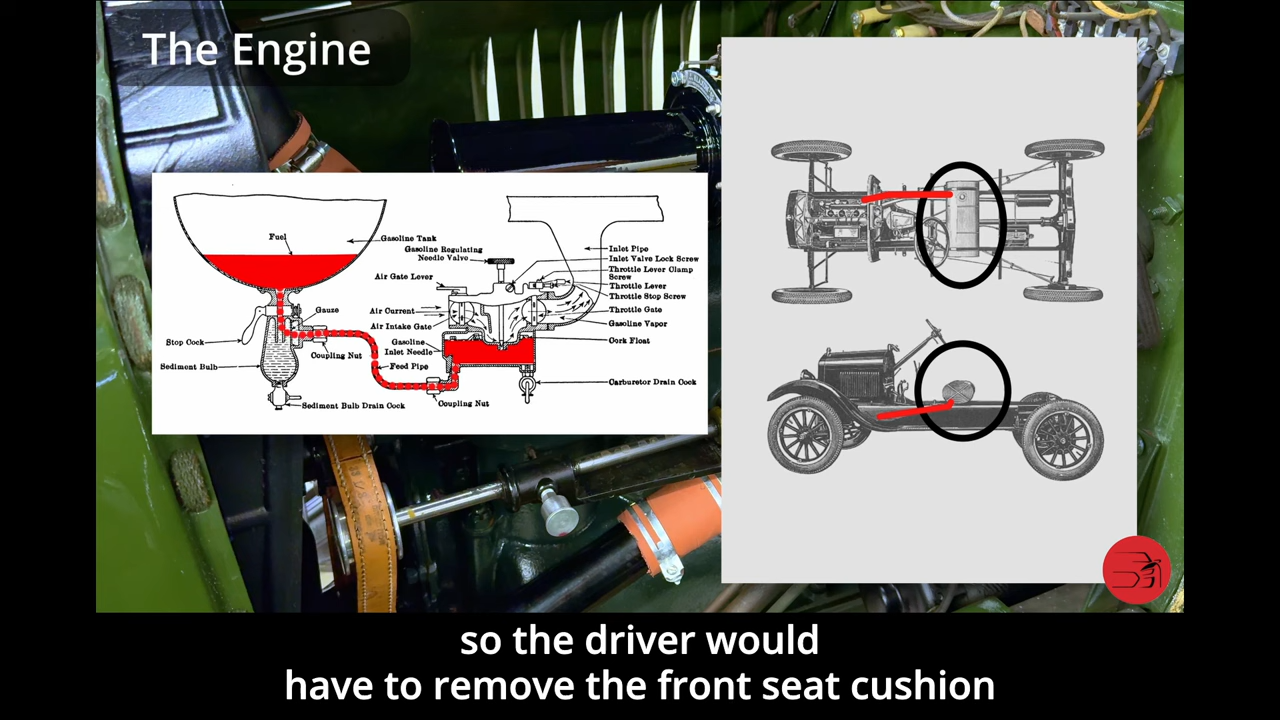 The Engine
Fuel
Gasoline Tank
Gasoline Regulating
Needle Valve
Air Gate Lever
Gauze
Air Current
Air Intake Gate
Stop Cock
Coupling Nut
Gasoline
Inlet Needle
Sediment Bulb
Feed Pipe
Sediment Bulb Drain Cock
Coupling Nut
Inlet Pipe
Inlet Valve Lock Screw
Throttle Lever Clamp
Screw
Throttle Lever
Throttle Stop Screw
Throttle Gate
Gasoline Vapor
Cork Float
Carburetor Drain Cock
so the driver would
have to remove the front seat cushion